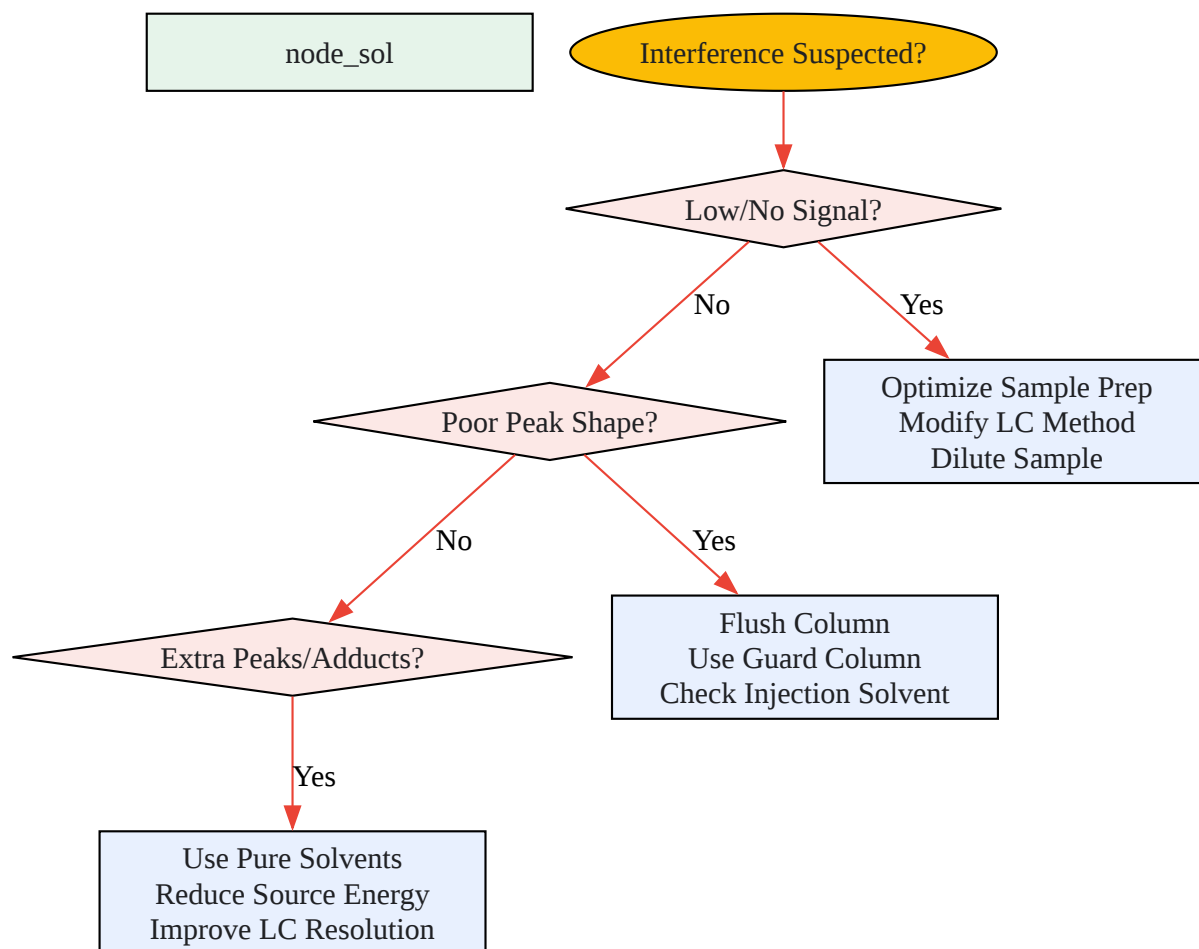 node_sol
Interference Suspected?
Low/No Signal?
No
Yes
Optimize Sample Prep
Modify LC Method
Dilute Sample
Poor Peak Shape?
No
Yes
Flush Column
Use Guard Column
Check Injection Solvent
Extra Peaks/Adducts?
Yes
Use Pure Solvents
Reduce Source Energy
Improve LC Resolution